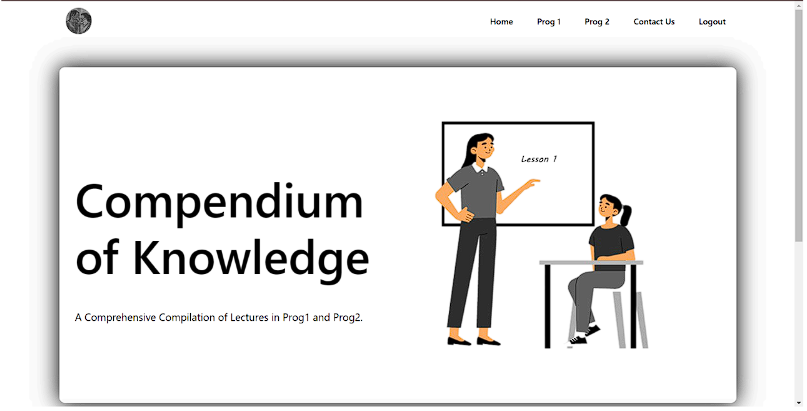 Home Prog 1 Prog 2 Contact Us Logout
Lesson 1
Compendium
of Knowledge
A Comprehensive Compilation of Lectures in Prog1 and Prog2.